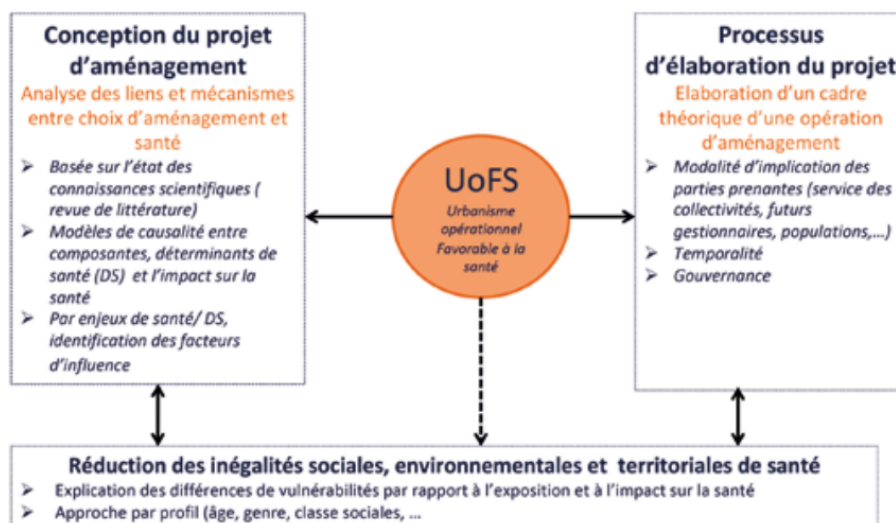 Conception du projet
d'aménagement
Analyse des liens et mécanismes
entre choix d'aménagement et
santé
➢ Basée sur l'état des
connaissances scientifiques (
revue de littérature)
➢ Modèles de causalité entre
composantes, déterminants de
santé (DS) et l'impact sur la
santé
➢ Par enjeux de santé/ DS,
identification des facteurs
d'influence
UoFS
Urbanisme
opérationnel
Favorable à la
santé
Processus
d'élaboration du projet
Elaboration d'un cadre
théorique d'une opération
d'aménagement
➢ Modalité d'implication des
parties prenantes (service des
collectivités, futurs
gestionnaires, populations,...)
➢ Temporalité
➢ Gouvernance
Réduction des inégalités sociales, environnementales et territoriales de santé
➢ Explication des différences de vulnérabilités par rapport à l'exposition et à l'impact sur la santé
➢ Approche par profil (âge, genre, classe sociales, ...